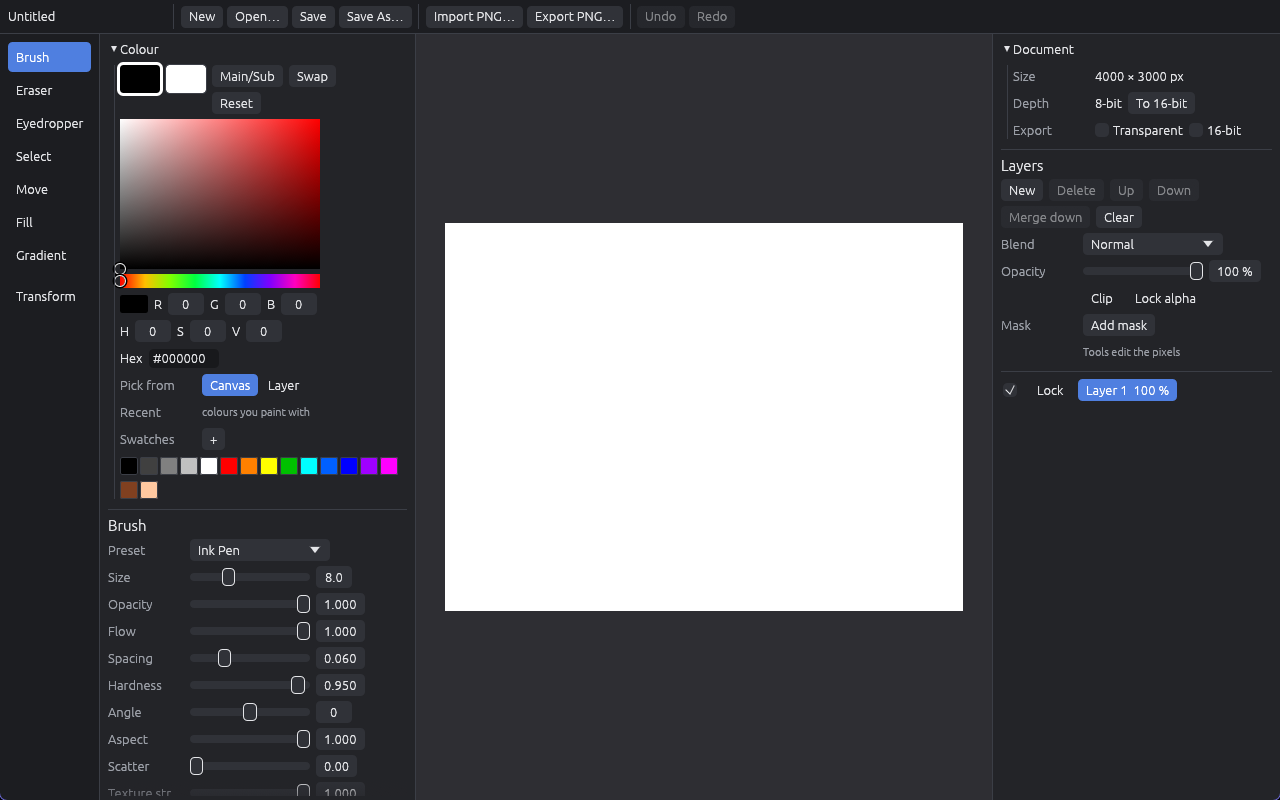 Untitled New Open... Save Save As... Import PNG... Export PNG... Undo Redo
Brush
Eraser
Eyedropper
Select
Move
Fill
Gradient
Transform
Colour
Main/Sub Swap
Reset
R 0 G 0 B 0
H 0 S 0 V 0
Hex #000000
Pick from Canvas Layer
Recent colours you paint with
Swatches +
Brush
Preset Ink Pen
Size 8.0
Opacity 1.000
Flow 1.000
Spacing 0.060
Hardness 0.950
Angle 0
Aspect 1.000
Scatter 0.00
Texture str 1.000
Document
Size 4000 × 3000 px
Depth 8-bit To 16-bit
Export Transparent 16-bit
Layers
New Delete Up Down
Merge down Clear
Blend Normal
Opacity 100 %
Clip Lock alpha
Mask Add mask
Tools edit the pixels
Lock Layer 1 100 %